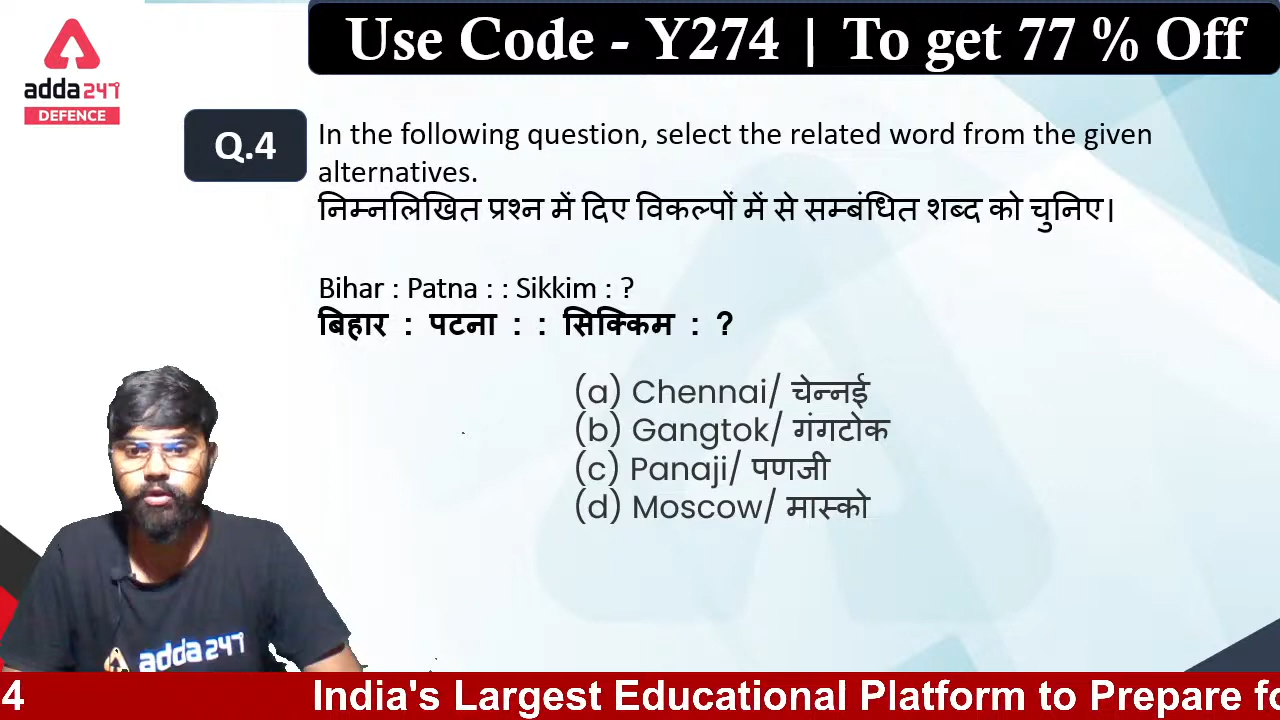 Use Code - Y274 | To get 77 % Off
adda247
DEFENCE
Q.4
In the following question, select the related word from the given
alternatives.
निम्नलिखित प्रश्न में दिए विकल्पों में से सम्बंधित शब्द को चुनिए।
Bihar : Patna : : Sikkim : ?
बिहार : पटना : : सिक्किम : ?
(a) Chennai/ चेन्नई
(b) Gangtok/ गंगटोक
(c) Panaji/ पणजी
(d) Moscow/ मास्को
adda247
4 India's Largest Educational Platform to Prepare fo